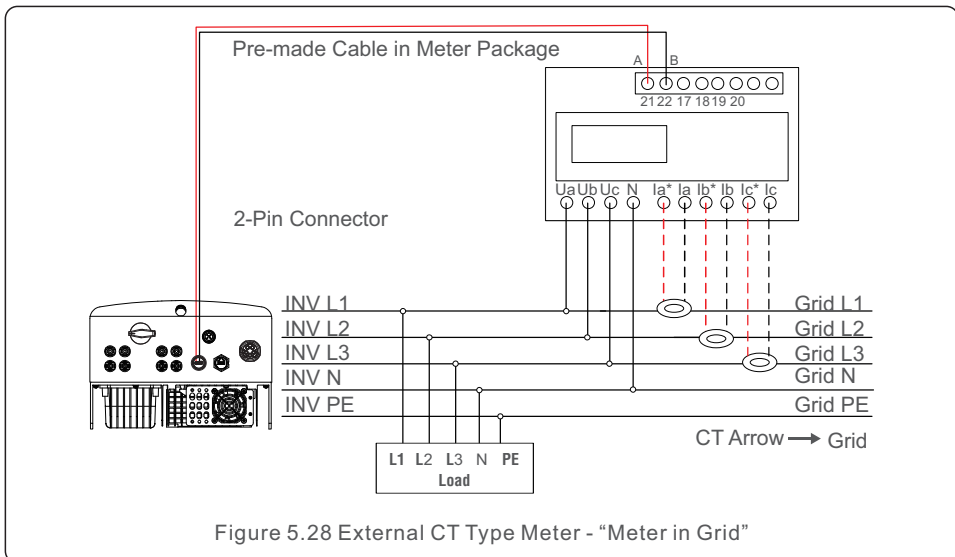 Pre-made Cable in Meter Package
A B
21 22 17 18 19 20
Ua Ub Uc N Ia* Ia Ib* Ib Ic* Ic
2-Pin Connector
INV L1 Grid L1
INV L2 Grid L2
INV L3 Grid L3
INV N Grid N
INV PE Grid PE
CT Arrow → Grid
L1 L2 L3 N PE
Load
Figure 5.28 External CT Type Meter - “Meter in Grid”